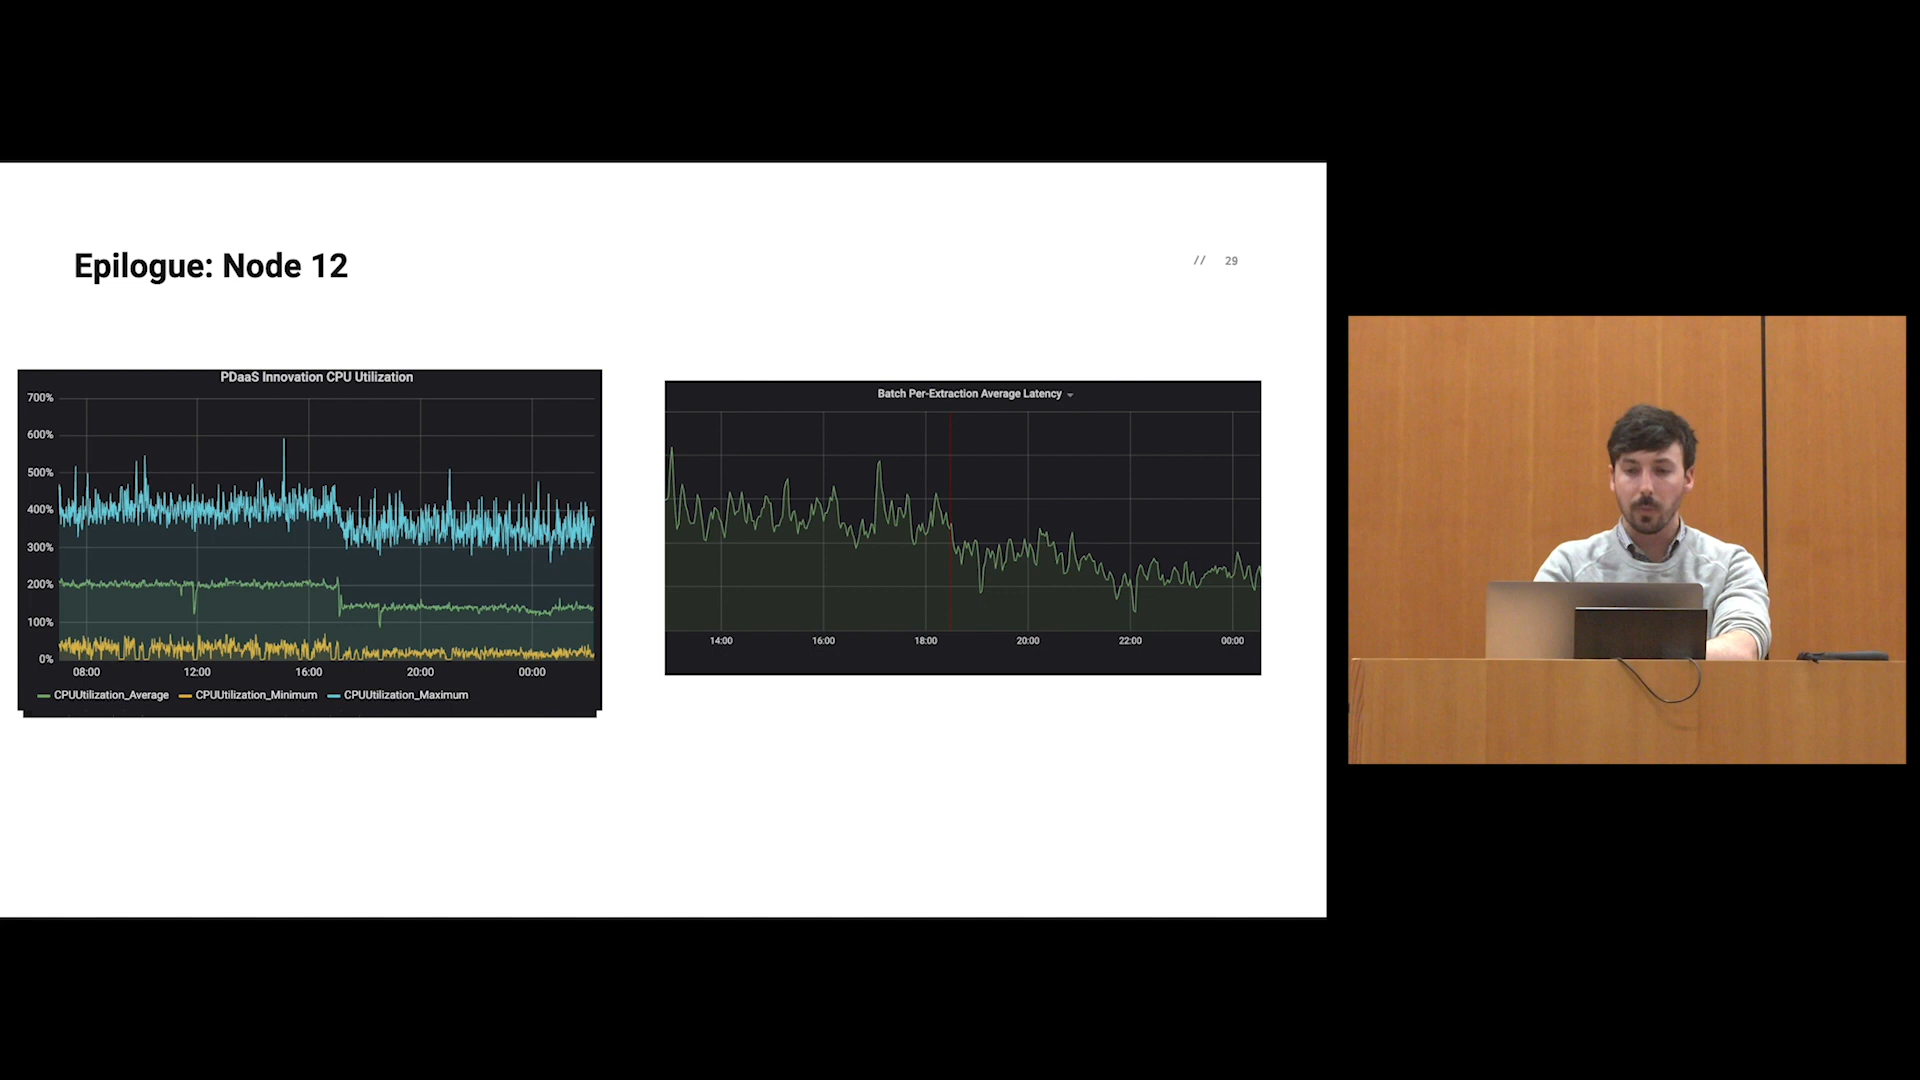 Epilogue: Node 12
// 29
PDaaS Innovation CPU Utilization
700%
600%
500%
400%
300%
200%
100%
0%
08:00 12:00 16:00 20:00 00:00
CPUUtilization_Average CPUUtilization_Minimum CPUUtilization_Maximum
Batch Per-Extraction Average Latency
14:00 16:00 18:00 20:00 22:00 00:00